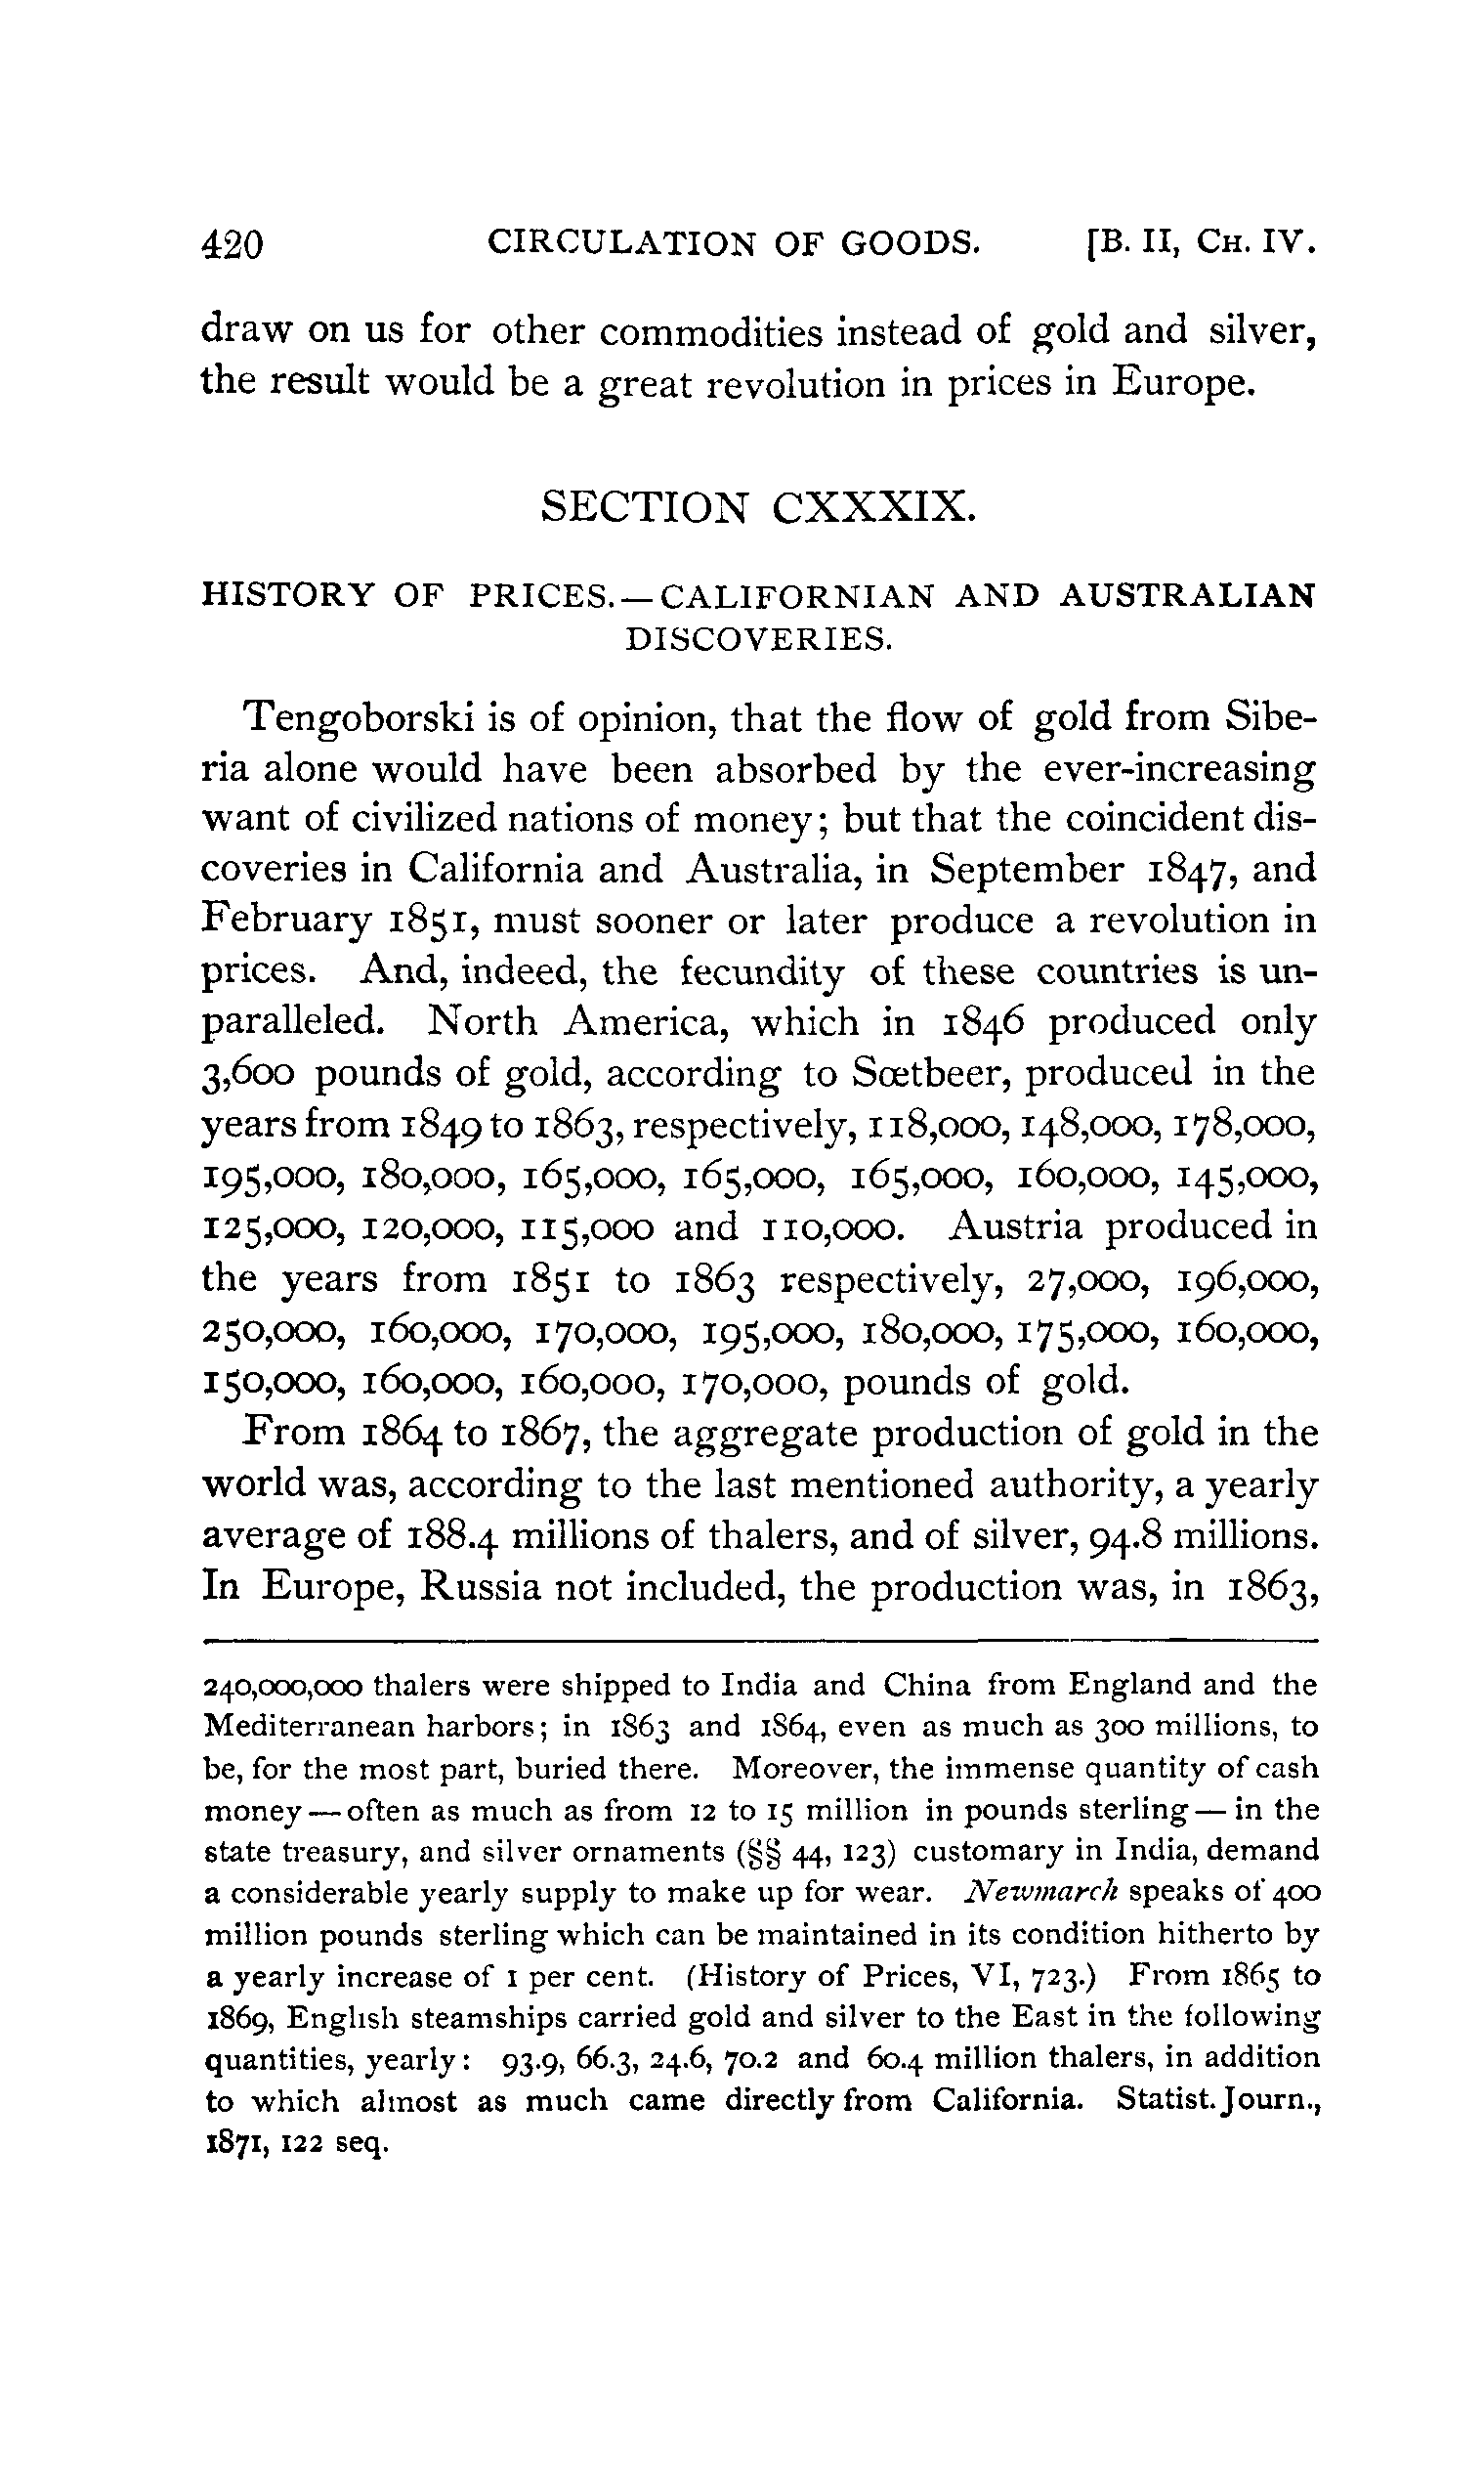 420 CIRCULATION OF GOODS. [B. II, CH. IV.
draw on us for other commodities instead of gold and silver,
the result would be a great revolution in prices in Europe.
SECTION CXXXIX.
HISTORY OF PRICES.—CALIFORNIAN AND AUSTRALIAN
DISCOVERIES.
Tengoborski is of opinion, that the flow of gold from Sibe-
ria alone would have been absorbed by the ever-increasing
want of civilized nations of money; but that the coincident dis-
coveries in California and Australia, in September 1847, and
February 1851, must sooner or later produce a revolution in
prices. And, indeed, the fecundity of these countries is un-
paralleled. North America, which in 1846 produced only
3,600 pounds of gold, according to Sœtbeer, produced in the
years from 1849 to 1863, respectively, 118,000, 148,000, 178,000,
195,000, 180,000, 165,000, 165,000, 165,000, 160,000, 145,000,
125,000, 120,000, 115,000 and 110,000. Austria produced in
the years from 1851 to 1863 respectively, 27,000, 196,000,
250,000, 160,000, 170,000, 195,000, 180,000, 175,000, 160,000,
150,000, 160,000, 160,000, 170,000, pounds of gold.
From 1864 to 1867, the aggregate production of gold in the
world was, according to the last mentioned authority, a yearly
average of 188.4 millions of thalers, and of silver, 94.8 millions.
In Europe, Russia not included, the production was, in 1863,
240,000,000 thalers were shipped to India and China from England and the
Mediterranean harbors; in 1863 and 1864, even as much as 300 millions, to
be, for the most part, buried there. Moreover, the immense quantity of cash
money—often as much as from 12 to 15 million in pounds sterling—in the
state treasury, and silver ornaments (§§ 44, 123) customary in India, demand
a considerable yearly supply to make up for wear. Newmarch speaks of 400
million pounds sterling which can be maintained in its condition hitherto by
a yearly increase of 1 per cent. (History of Prices, VI, 723.) From 1865 to
1869, English steamships carried gold and silver to the East in the following
quantities, yearly: 93.9, 66.3, 24.6, 70.2 and 60.4 million thalers, in addition
to which almost as much came directly from California. Statist. Journ.,
1871, 122 seq.